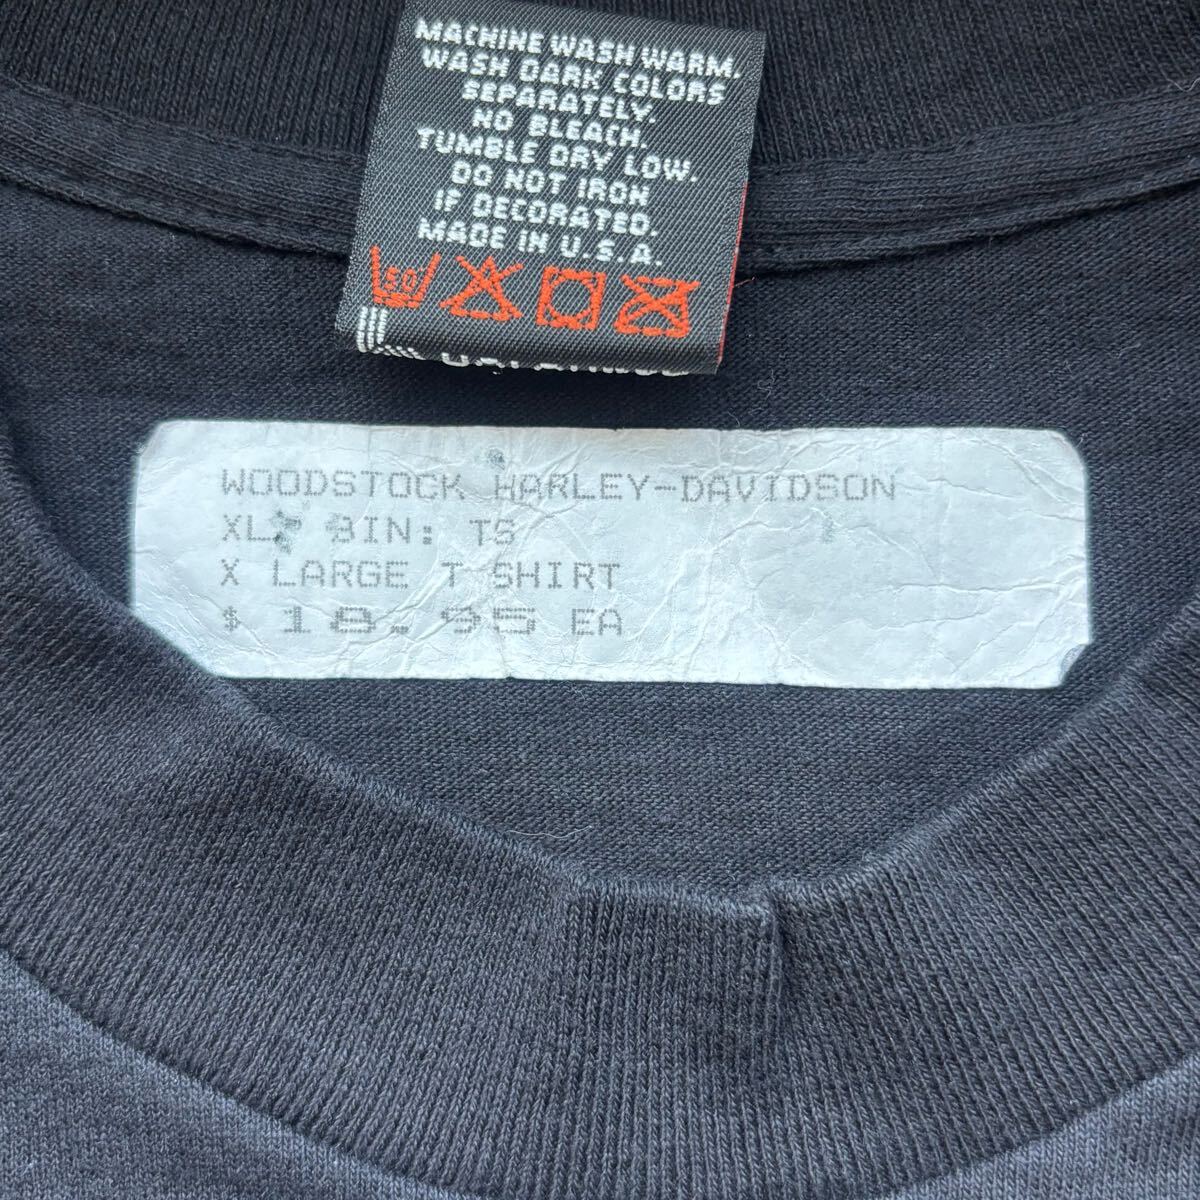 MACHINE WASH WARM.
WASH DARK COLORS
SEPARATELY.
NO BLEACH.
TUMBLE DRY LOW.
DO NOT IRON
IF DECORATED.
MADE IN U.S.A.
50
WOODSTOCK HARLEY-DAVIDSON
XL BIN: TS
X LARGE T SHIRT
$ 18.95 EA